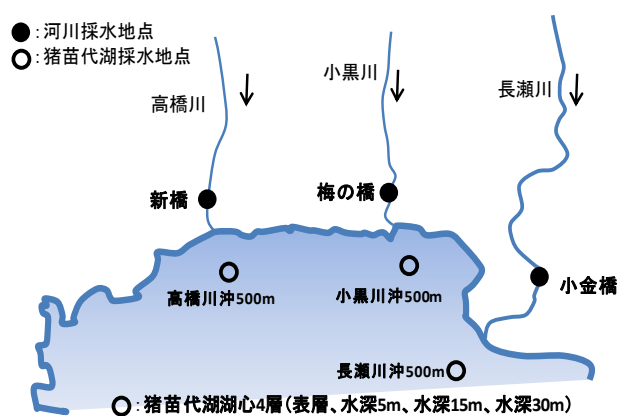 ●：河川採水地点
○：猪苗代湖採水地点
高橋川
小黒川
長瀬川
新橋
梅の橋
小金橋
高橋川沖500m
小黒川沖500m
長瀬川沖500m
○：猪苗代湖湖心4層（表層、水深5m、水深15m、水深30m）